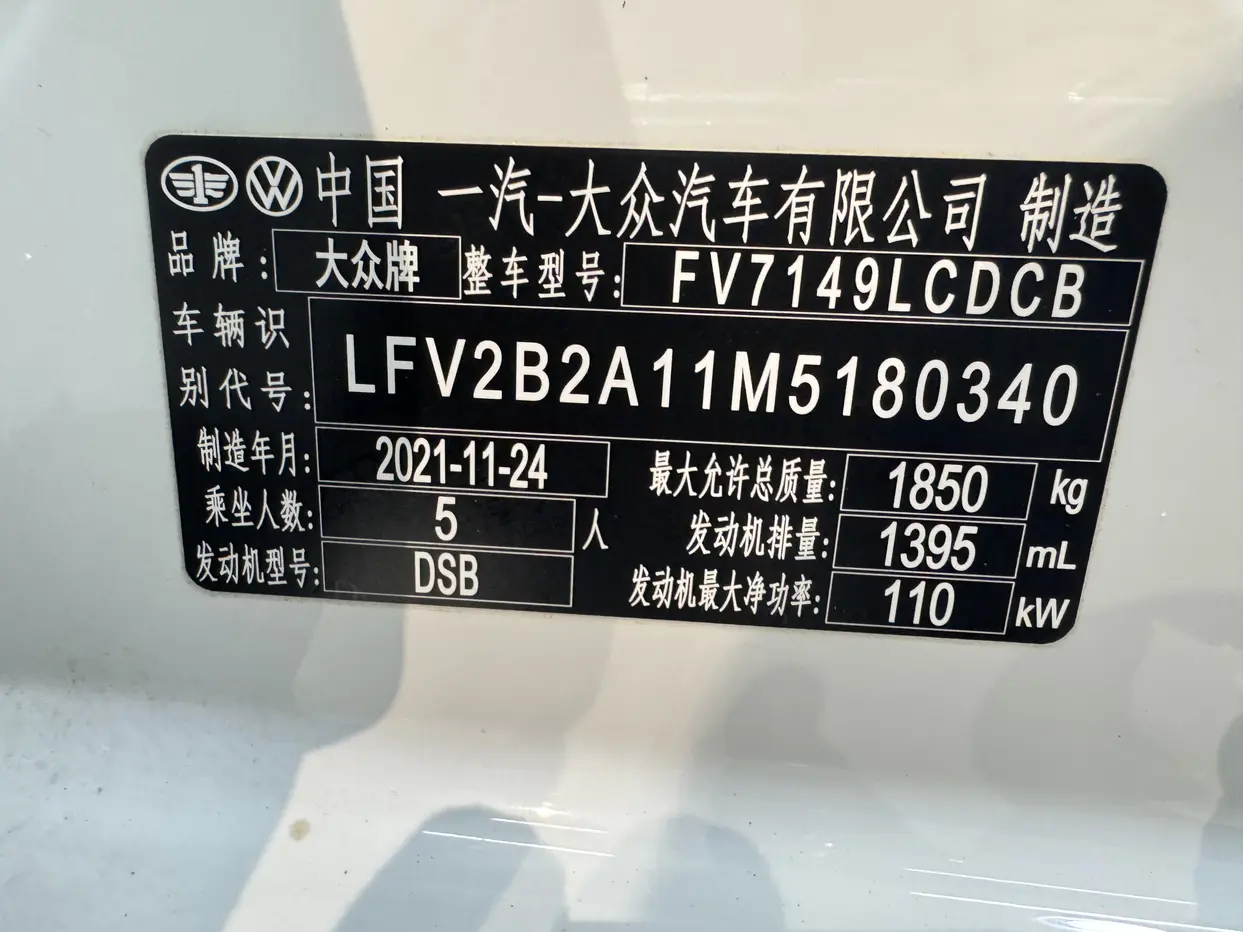 中国 一汽-大众汽车有限公司 制造
品牌: 大众牌 整车型号: FV7149LCDCB
车辆识别代号: LFV2B2A11M5180340
制造年月: 2021-11-24 最大允许总质量: 1850 kg
乘坐人数: 5 人 发动机排量: 1395 mL
发动机型号: DSB 发动机最大净功率: 110 kW